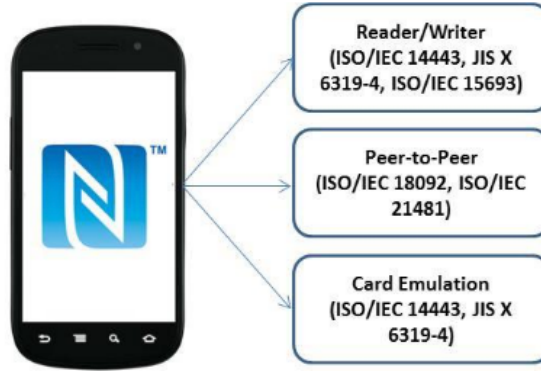 TM
Reader/Writer
(ISO/IEC 14443, JIS X
6319-4, ISO/IEC 15693)
Peer-to-Peer
(ISO/IEC 18092, ISO/IEC
21481)
Card Emulation
(ISO/IEC 14443, JIS X
6319-4)